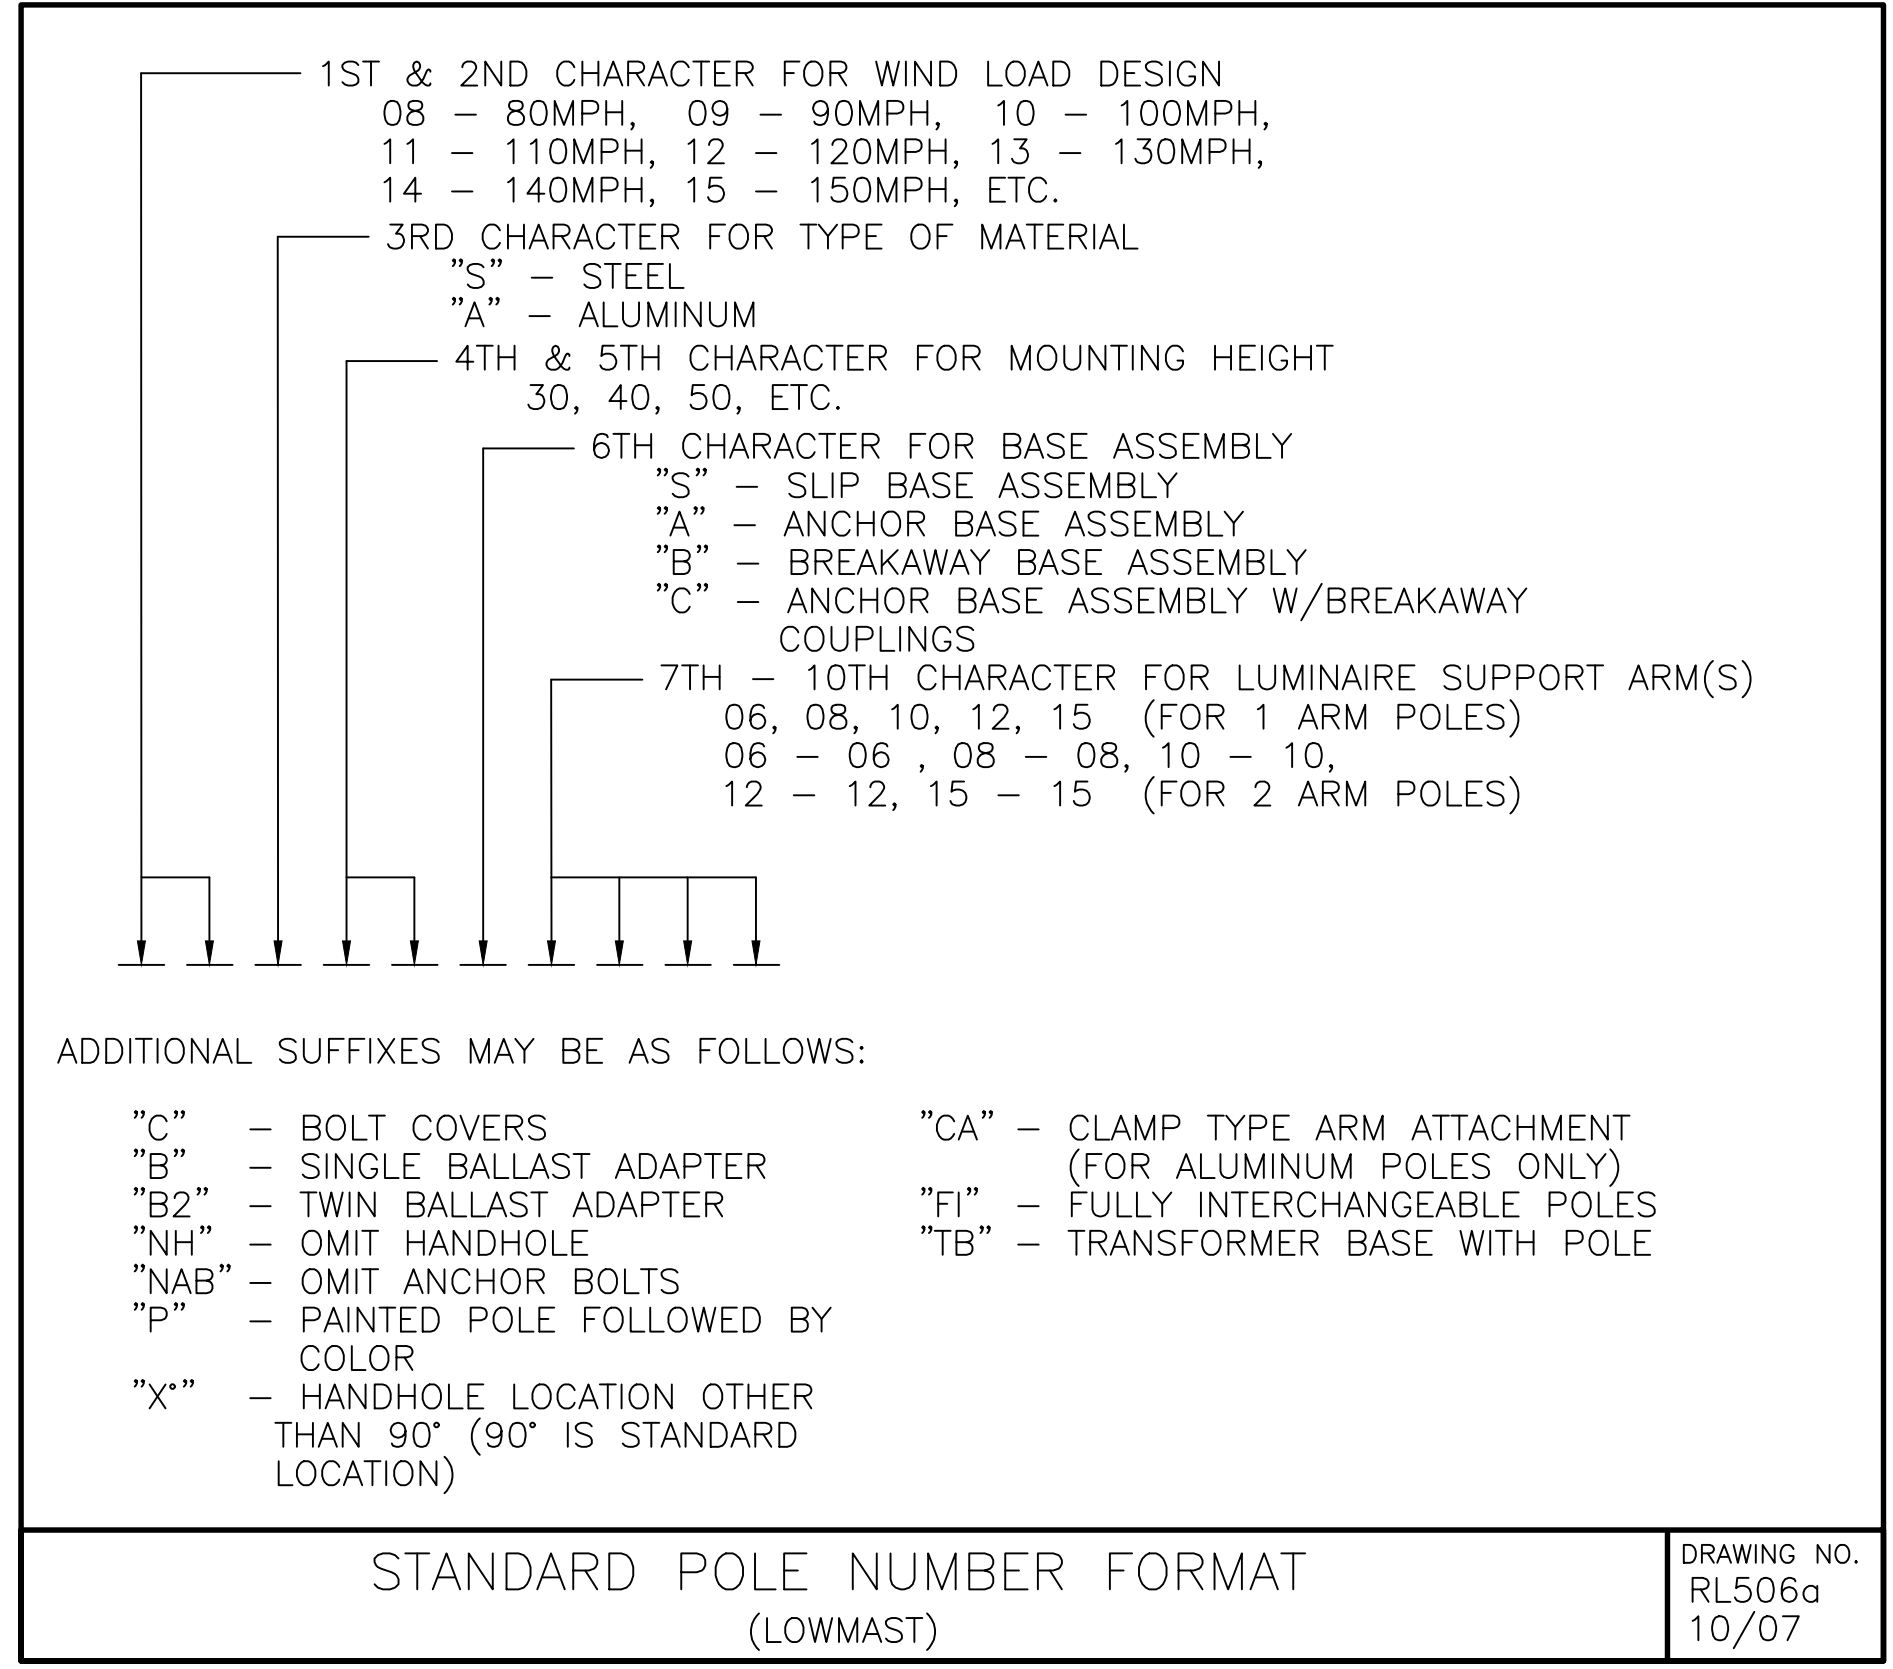 1ST & 2ND CHARACTER FOR WIND LOAD DESIGN
08 – 80MPH, 09 – 90MPH, 10 – 100MPH,
11 – 110MPH, 12 – 120MPH, 13 – 130MPH,
14 – 140MPH, 15 – 150MPH, ETC.
3RD CHARACTER FOR TYPE OF MATERIAL
”S” – STEEL
”A” – ALUMINUM
4TH & 5TH CHARACTER FOR MOUNTING HEIGHT
30, 40, 50, ETC.
6TH CHARACTER FOR BASE ASSEMBLY
”S” – SLIP BASE ASSEMBLY
”A” – ANCHOR BASE ASSEMBLY
”B” – BREAKAWAY BASE ASSEMBLY
”C” – ANCHOR BASE ASSEMBLY W/BREAKAWAY
COUPLINGS
7TH – 10TH CHARACTER FOR LUMINAIRE SUPPORT ARM(S)
06, 08, 10, 12, 15 (FOR 1 ARM POLES)
06 – 06 , 08 – 08, 10 – 10,
12 – 12, 15 – 15 (FOR 2 ARM POLES)
ADDITIONAL SUFFIXES MAY BE AS FOLLOWS:
”C” – BOLT COVERS
”B” – SINGLE BALLAST ADAPTER
”B2” – TWIN BALLAST ADAPTER
”NH” – OMIT HANDHOLE
”NAB” – OMIT ANCHOR BOLTS
”P” – PAINTED POLE FOLLOWED BY
COLOR
”X°” – HANDHOLE LOCATION OTHER
THAN 90° (90° IS STANDARD
LOCATION)
”CA” – CLAMP TYPE ARM ATTACHMENT
(FOR ALUMINUM POLES ONLY)
”FI” – FULLY INTERCHANGEABLE POLES
”TB” – TRANSFORMER BASE WITH POLE
STANDARD POLE NUMBER FORMAT
(LOWMAST)
DRAWING NO.
RL506a
10/07